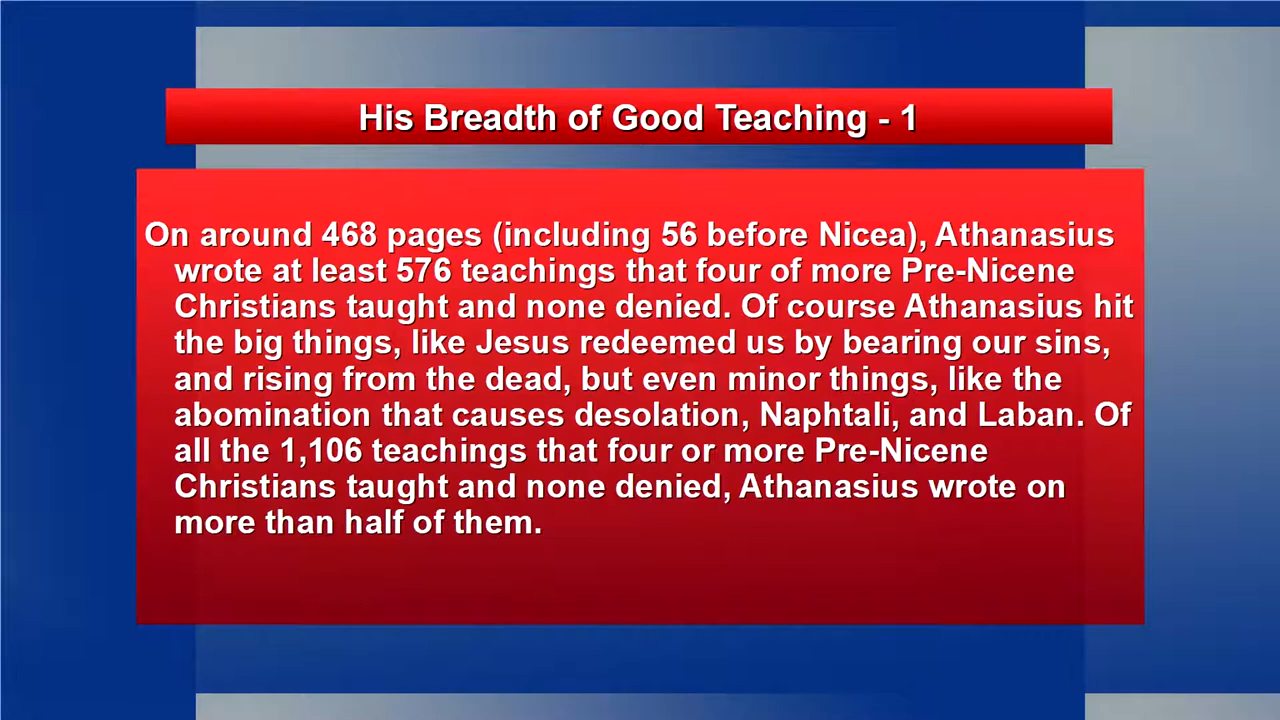 His Breadth of Good Teaching - 1
On around 468 pages (including 56 before Nicea), Athanasius
wrote at least 576 teachings that four of more Pre-Nicene
Christians taught and none denied. Of course Athanasius hit
the big things, like Jesus redeemed us by bearing our sins,
and rising from the dead, but even minor things, like the
abomination that causes desolation, Naphtali, and Laban. Of
all the 1,106 teachings that four or more Pre-Nicene
Christians taught and none denied, Athanasius wrote on
more than half of them.